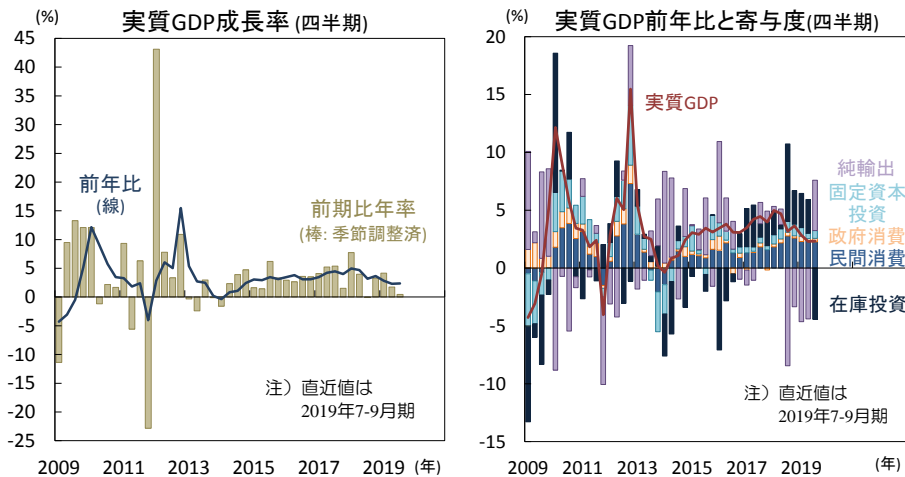 実質GDP成長率(四半期)
(%)
45
40
35
30
25
20
15
10
5
0
-5
-10
-15
-20
-25
前年比
(線)
前期比年率
(棒:季節調整済)
注）直近値は
2019年7-9月期
2009 2011 2013 2015 2017 2019 (年)
実質GDP前年比と寄与度(四半期)
(%)
20
15
10
5
0
-5
-10
-15
実質GDP
純輸出
固定資本
投資
政府消費
民間消費
在庫投資
注）直近値は
2019年7-9月期
2009 2011 2013 2015 2017 2019 (年)